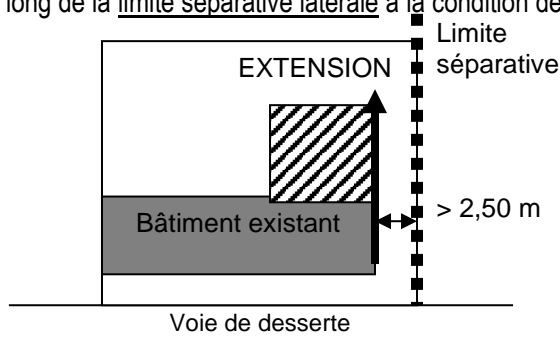 long de la limite séparative latérale à la condition de
Limite
séparative
EXTENSION
Bâtiment existant
> 2,50 m
Voie de desserte